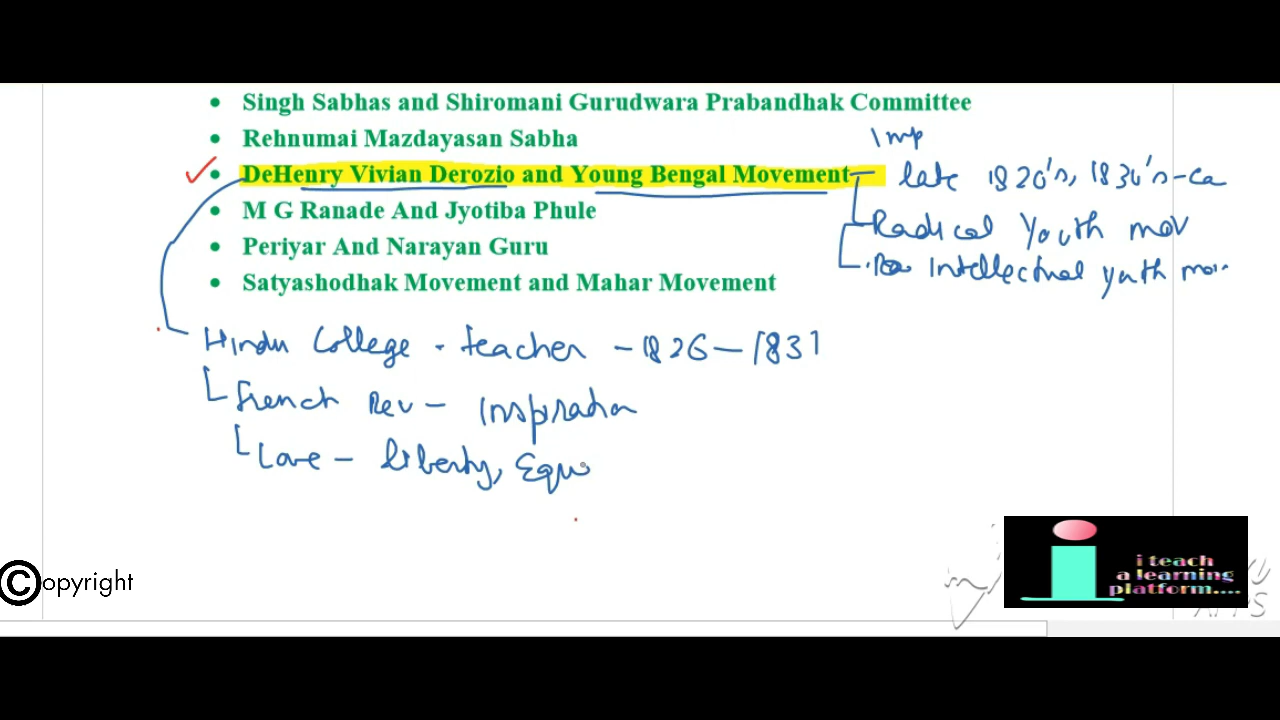 Singh Sabhas and Shiromani Gurudwara Prabandhak Committee
Rehnumai Mazdayasan Sabha
Imp
DeHenry Vivian Derozio and Young Bengal Movement
late 1820's, 1830's-Ca
M G Ranade And Jyotiba Phule
Radical Youth mov
Periyar And Narayan Guru
Intellectual youth mov
Satyashodhak Movement and Mahar Movement
Hindu College - teacher - 1826 - 1831
French Rev - Inspiration
Love - liberty, Equ
i teach
a learning
platform....
Copyright